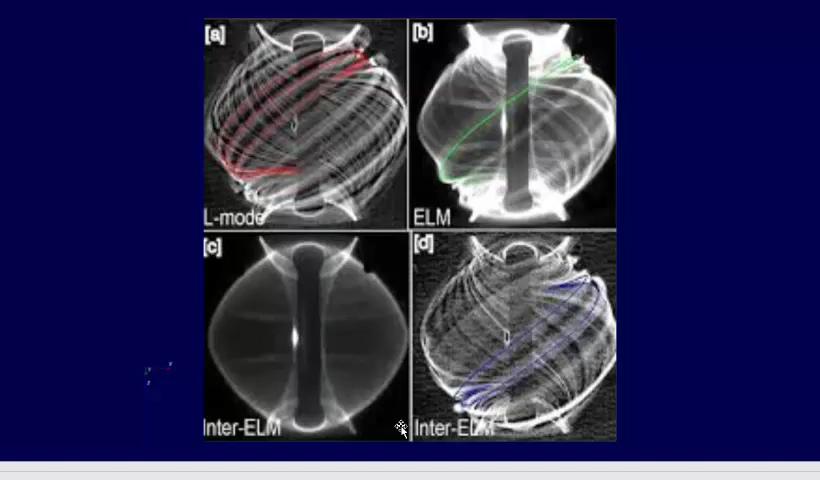 [a]
[b]
L-mode
ELM
[c]
[d]
Inter-ELM
Inter-ELM